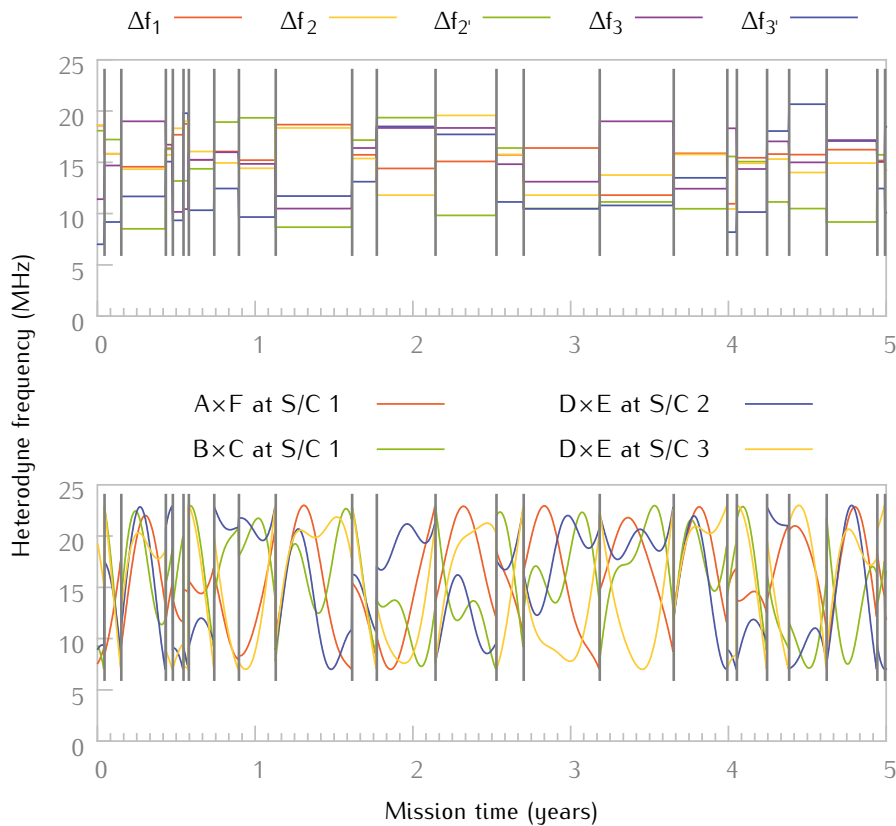 Δf₁ Δf₂ Δf₂' Δf₃ Δf₃'
25
20
15
10
5
0
0 1 2 3 4 5
Heterodyne frequency (MHz)
A×F at S/C 1 D×E at S/C 2
B×C at S/C 1 D×E at S/C 3
25
20
15
10
5
0
0 1 2 3 4 5
Mission time (years)